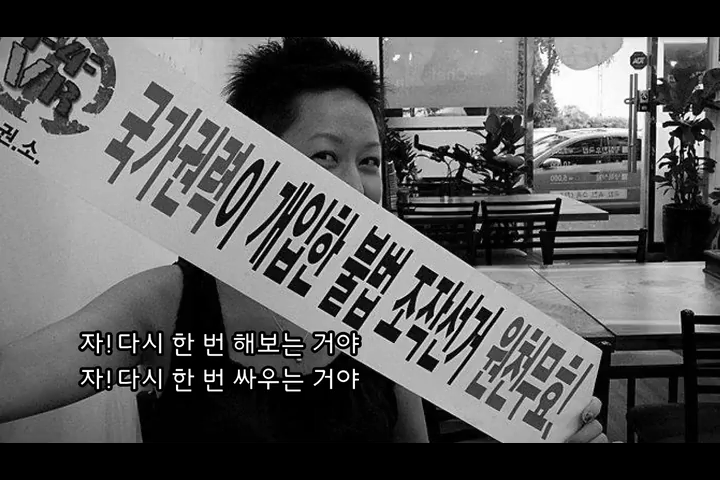 권.소.
국가권력이 개입한 불법 조작선거 원천무효!
자! 다시 한 번 해보는 거야
자! 다시 한 번 싸우는 거야